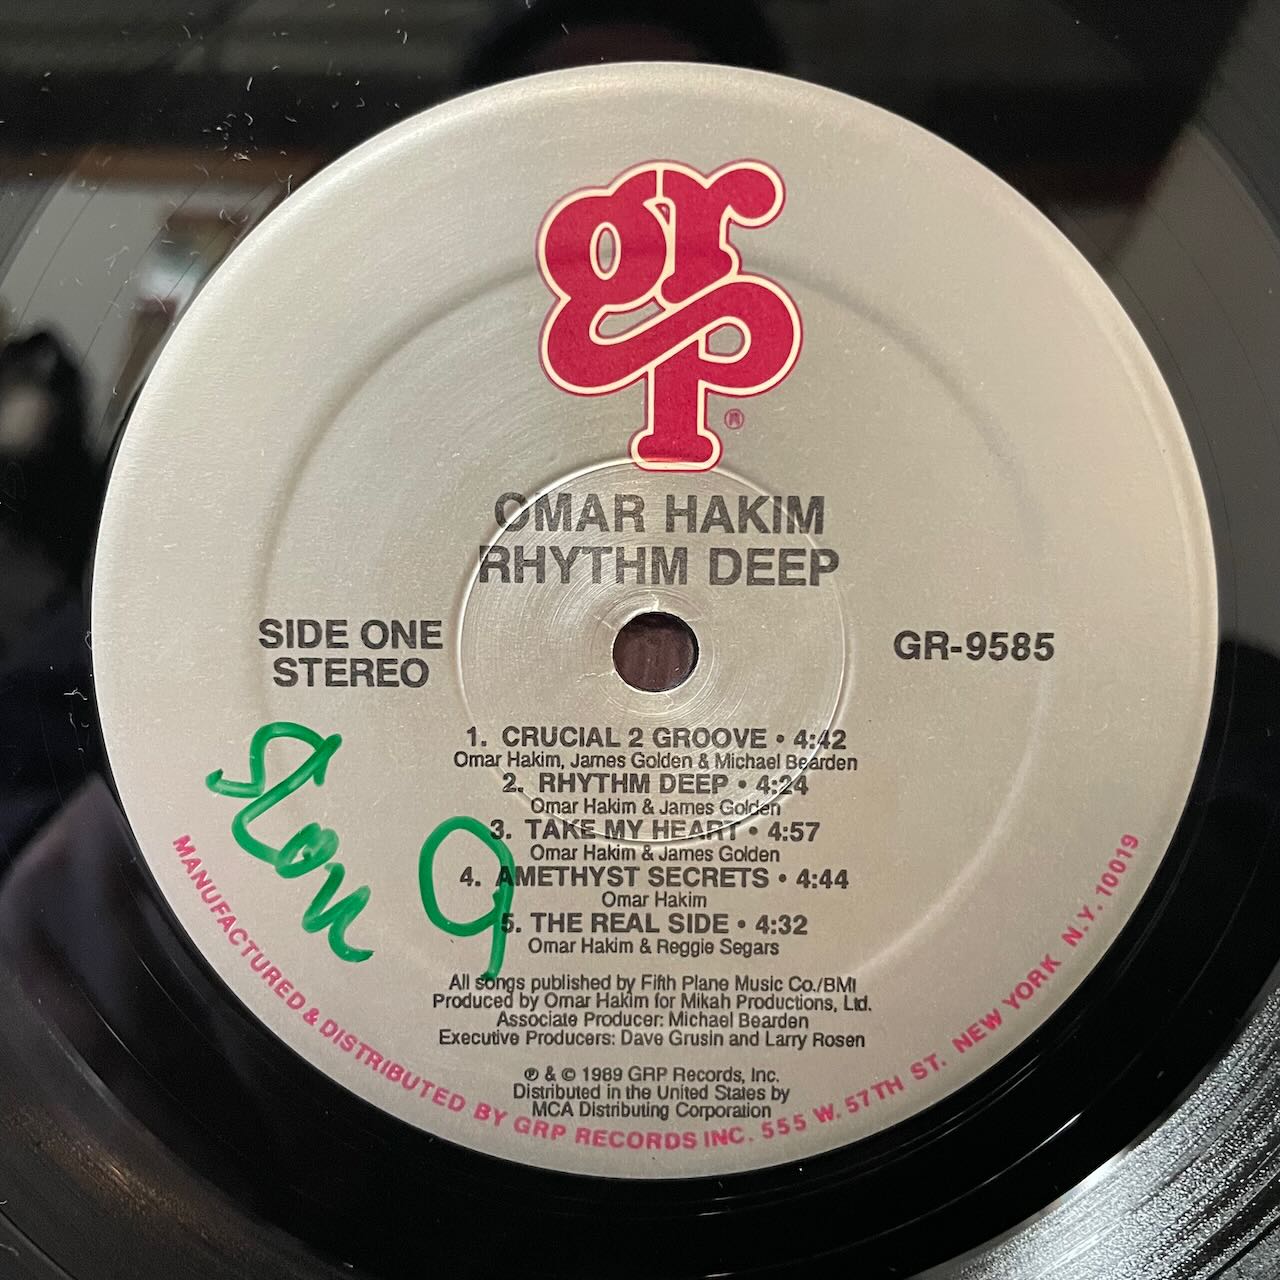 grp®
OMAR HAKIM
RHYTHM DEEP
SIDE ONE
STEREO
GR-9585
1. CRUCIAL 2 GROOVE • 4:42
Omar Hakim, James Golden & Michael Bearden
2. RHYTHM DEEP • 4:24
Omar Hakim & James Golden
3. TAKE MY HEART • 4:57
Omar Hakim & James Golden
4. AMETHYST SECRETS • 4:44
Omar Hakim
5. THE REAL SIDE • 4:32
Omar Hakim & Reggie Segars
All songs published by Fifth Plane Music Co./BMI
Produced by Omar Hakim for Mikah Productions, Ltd.
Associate Producer: Michael Bearden
Executive Producers: Dave Grusin and Larry Rosen
℗ & © 1989 GRP Records, Inc.
Distributed in the United States by
MCA Distributing Corporation
MANUFACTURED & DISTRIBUTED BY GRP RECORDS INC. 555 W. 57TH ST. NEW YORK N.Y. 10019
9